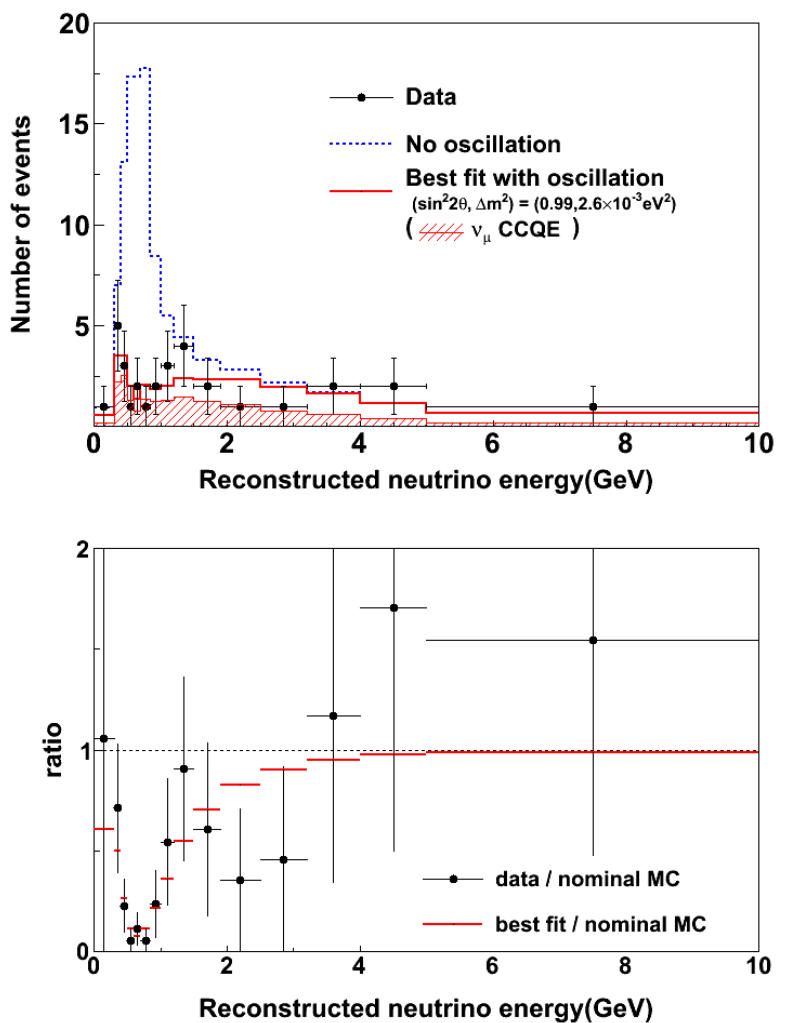 20
15
10
5
Number of events
Data
No oscillation
Best fit with oscillation
(sin²2θ, Δm²) = (0.99,2.6×10⁻³eV²)
( νμ CCQE )
0 2 4 6 8 10
Reconstructed neutrino energy(GeV)
2
1
0
ratio
data / nominal MC
best fit / nominal MC
0 2 4 6 8 10
Reconstructed neutrino energy(GeV)